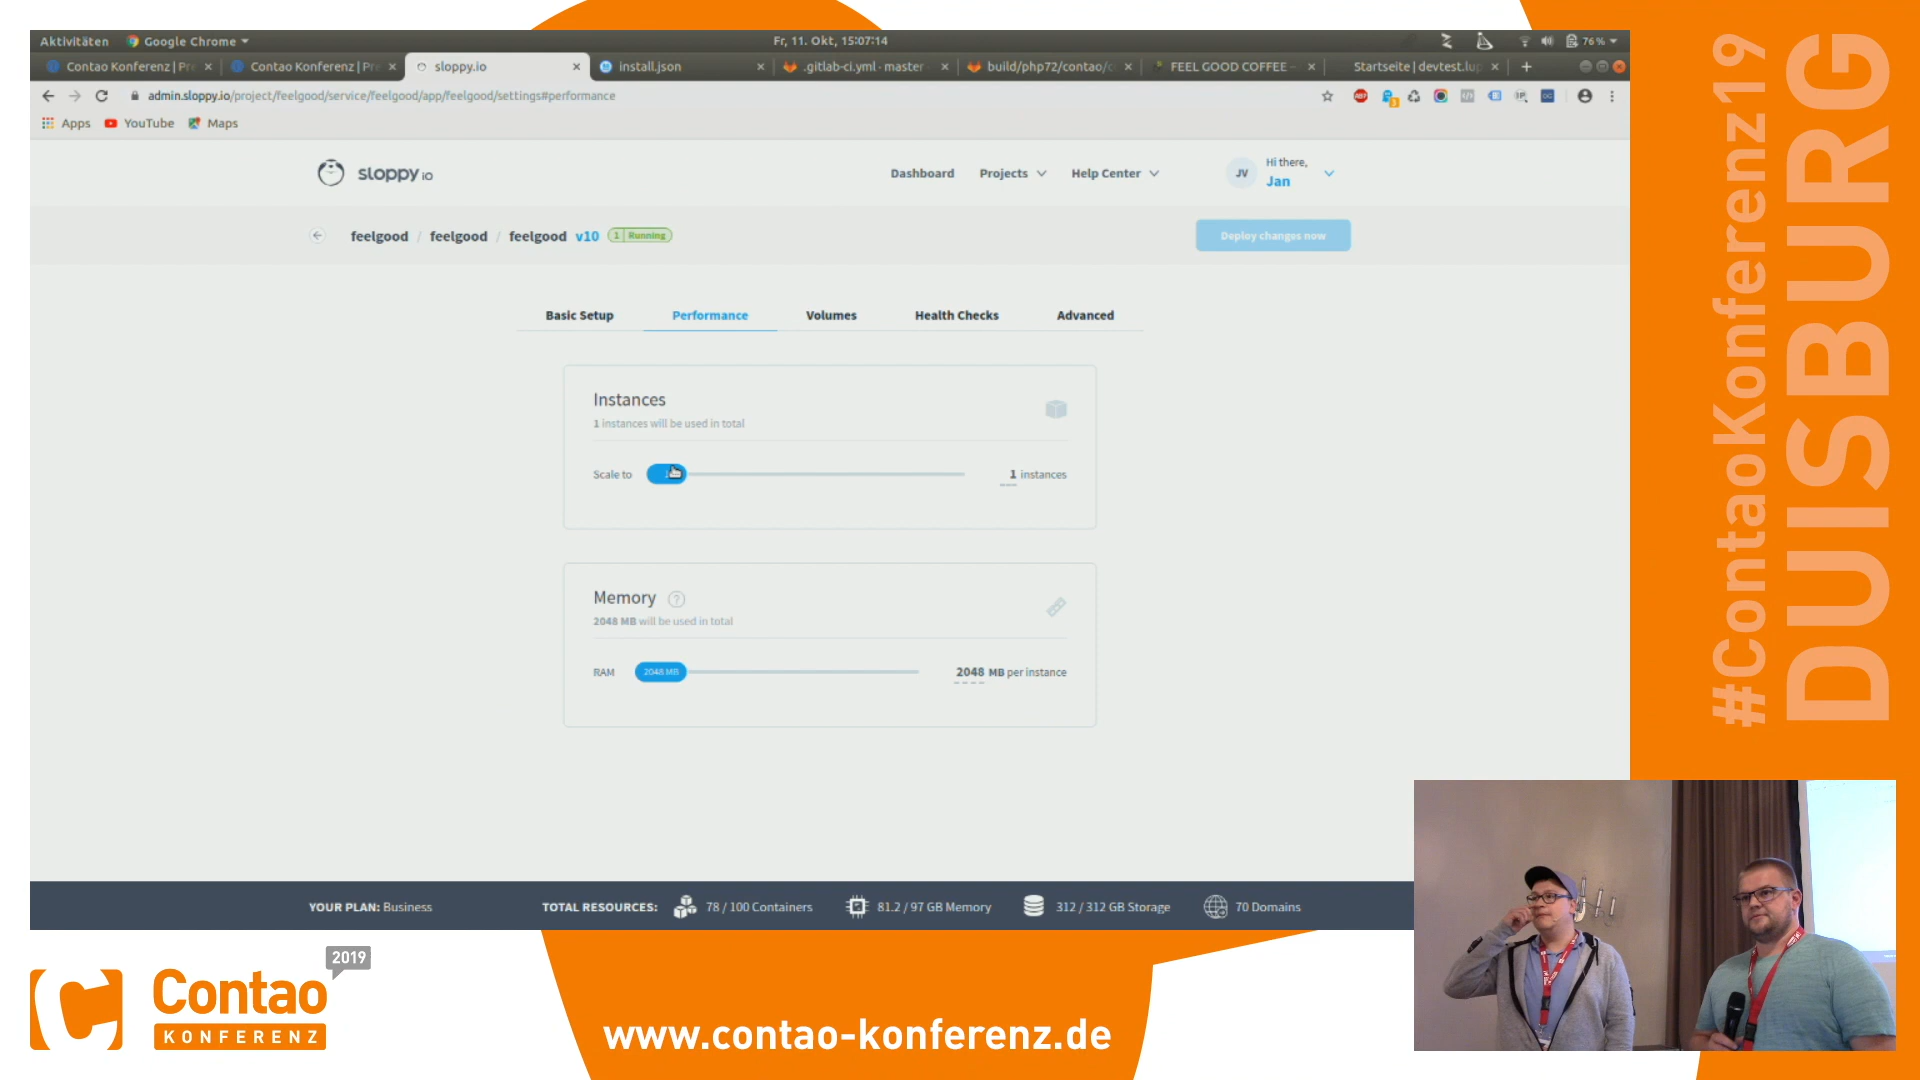 Aktivitäten Google Chrome Fr, 11. Okt, 15:07:14 76 %
Contao Konferenz | Pr Contao Konferenz | Pr sloppy.io install.json .gitlab-ci.yml · master build/php72/contao/c FEEL GOOD COFFEE – Startseite | devtest.lup
admin.sloppy.io/project/feelgood/service/feelgood/app/feelgood/settings#performance
Apps YouTube Maps
sloppy.io
Dashboard Projects Help Center
JV
Hi there,
Jan
feelgood / feelgood / feelgood v10 1 Running
Deploy changes now
Basic Setup Performance Volumes Health Checks Advanced
Instances
1 instances will be used in total
Scale to 1 instances
Memory ?
2048 MB will be used in total
RAM 2048 MB 2048 MB per instance
YOUR PLAN: Business TOTAL RESOURCES: 78 / 100 Containers 81.2 / 97 GB Memory 312 / 312 GB Storage 70 Domains
#ContaoKonferenz19
DUISBURG
2019
Contao
KONFERENZ
www.contao-konferenz.de